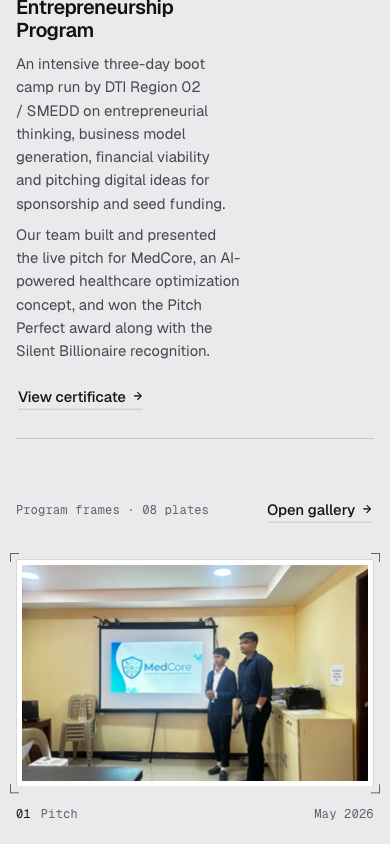 Entrepreneurship
Program
An intensive three-day boot
camp run by DTI Region 02
/ SMEDD on entrepreneurial
thinking, business model
generation, financial viability
and pitching digital ideas for
sponsorship and seed funding.
Our team built and presented
the live pitch for MedCore, an AI-
powered healthcare optimization
concept, and won the Pitch
Perfect award along with the
Silent Billionaire recognition.
View certificate →
Program frames · 08 plates
Open gallery →
MedCore
01 Pitch
May 2026